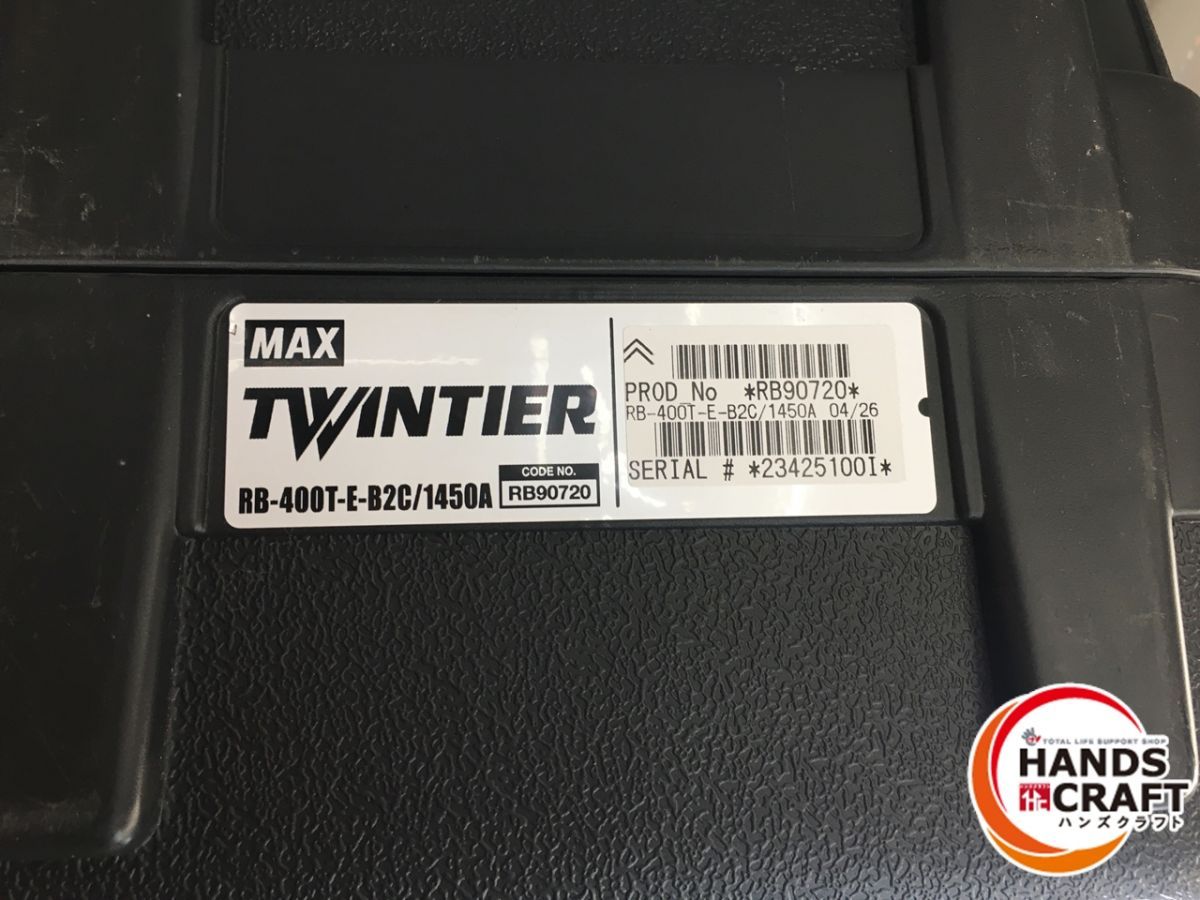 MAX
TWINTIER
CODE NO.
RB-400T-E-B2C/1450A
RB90720
PROD No *RB90720*
RB-400T-E-B2C/1450A 04/26
SERIAL # *23425100I*
TOTAL LIFE SUPPORT SHOP
HANDS
CRAFT
ハンズクラフト